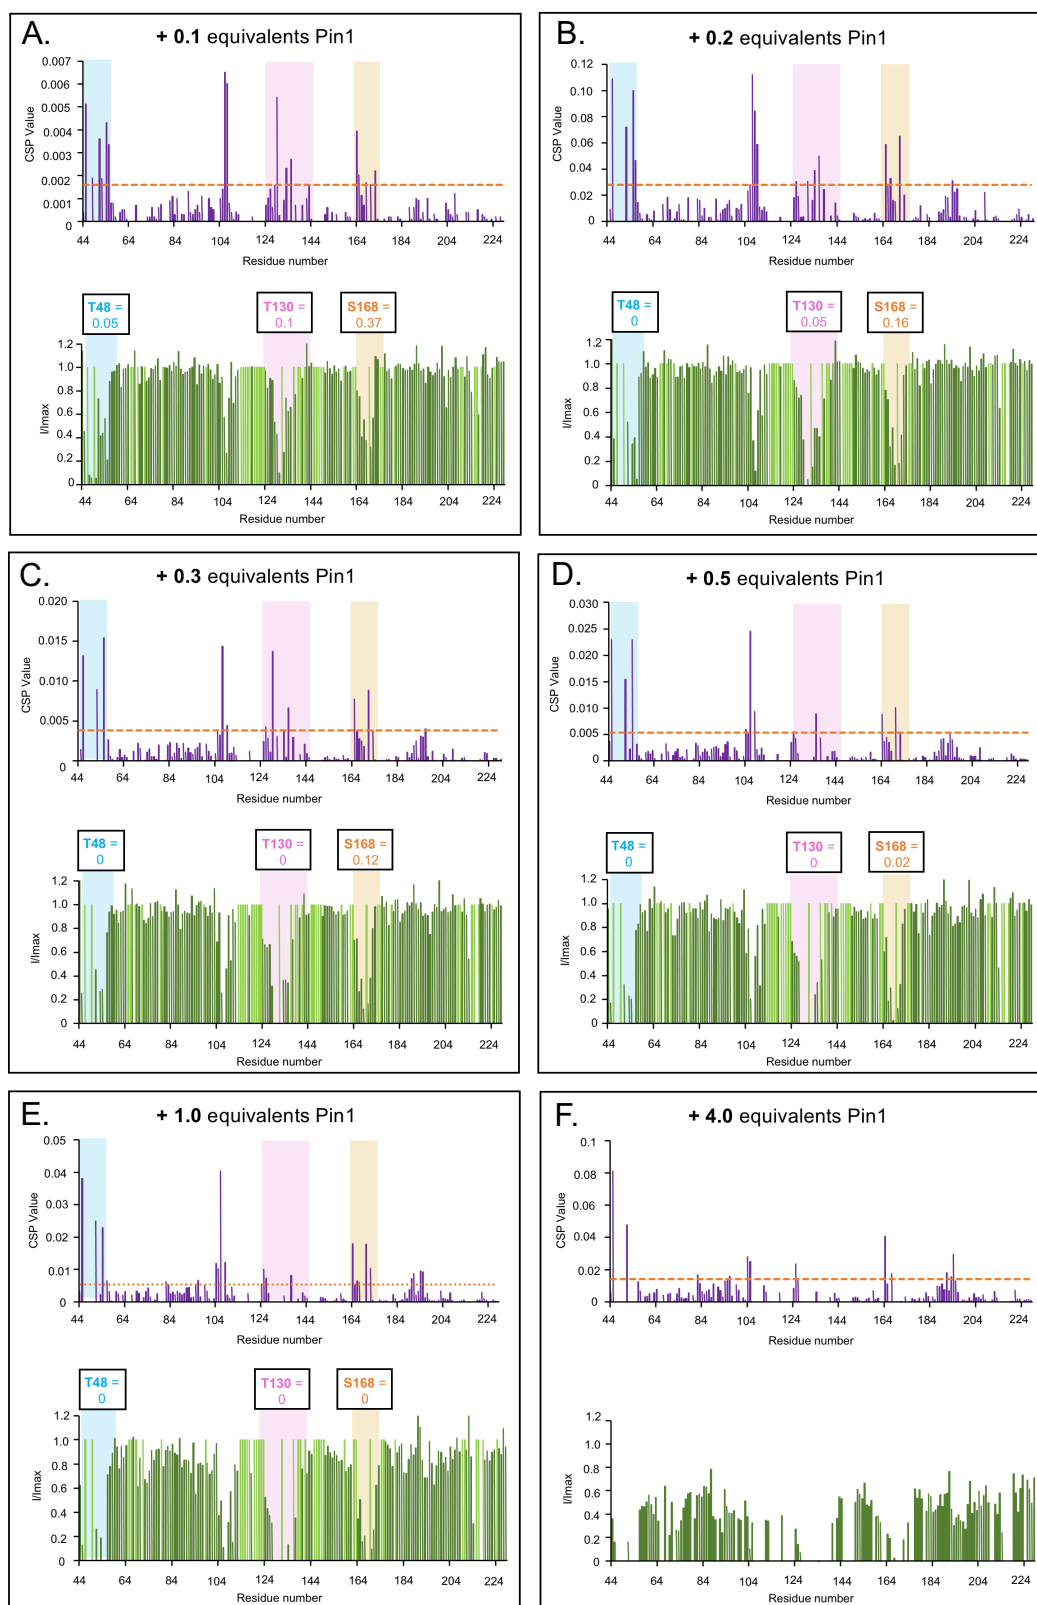 A.
+ 0.1 equivalents Pin1
0.007
0.006
0.005
0.004
0.003
0.002
0.001
0
CSP Value
44 64 84 104 124 144 164 184 204 224
Residue number
T48 =
0.05
T130 =
0.1
S168 =
0.37
1.2
1.0
0.8
0.6
0.4
0.2
0
I/Imax
44 64 84 104 124 144 164 184 204 224
Residue number
B.
+ 0.2 equivalents Pin1
0.12
0.10
0.08
0.06
0.04
0.02
0
CSP Value
44 64 84 104 124 144 164 184 204 224
Residue number
T48 =
0
T130 =
0.05
S168 =
0.16
1.2
1.0
0.8
0.6
0.4
0.2
0
I/Imax
44 64 84 104 124 144 164 184 204 224
Residue number
C.
+ 0.3 equivalents Pin1
0.020
0.015
0.010
0.005
0
CSP Value
44 64 84 104 124 144 164 184 204 224
Residue number
T48 =
0
T130 =
0
S168 =
0.12
1.2
1.0
0.8
0.6
0.4
0.2
0
I/Imax
44 64 84 104 124 144 164 184 204 224
Residue number
D.
+ 0.5 equivalents Pin1
0.030
0.025
0.020
0.015
0.010
0.005
0
CSP Value
44 64 84 104 124 144 164 184 204 224
Residue number
T48 =
0
T130 =
0
S168 =
0.02
1.2
1.0
0.8
0.6
0.4
0.2
0
I/Imax
44 64 84 104 124 144 164 184 204 224
Residue number
E.
+ 1.0 equivalents Pin1
0.05
0.04
0.03
0.02
0.01
0
CSP Value
44 64 84 104 124 144 164 184 204 224
Residue number
T48 =
0
T130 =
0
S168 =
0
1.2
1.0
0.8
0.6
0.4
0.2
0
I/Imax
44 64 84 104 124 144 164 184 204 224
Residue number
F.
+ 4.0 equivalents Pin1
0.1
0.08
0.06
0.04
0.02
0
CSP Value
44 64 84 104 124 144 164 184 204 224
Residue number
1.2
1.0
0.8
0.6
0.4
0.2
0
I/Imax
44 64 84 104 124 144 164 184 204 224
Residue number